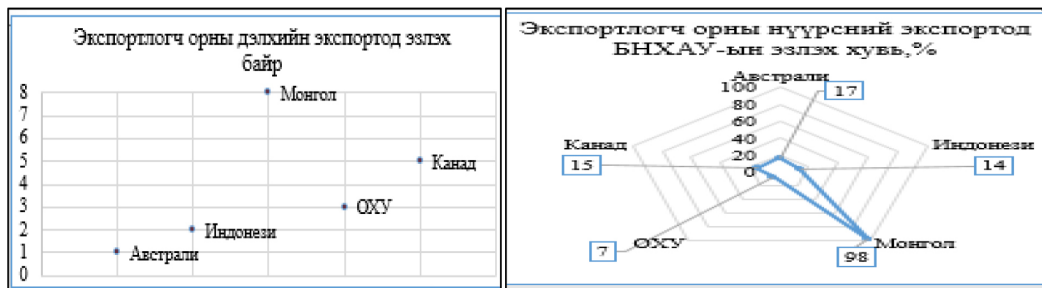 Экспортлогч орны дэлхийн экспортод эзлэх
байр
8
7
6
5
4
3
2
1
0
Монгол
Канад
ОХУ
Индонези
Австрали
Экспортлогч орны нүүрсний экспортод
БНХАУ-ын эзлэх хувь,%
Австрали
100
80
60
40
20
0
17
Канад
15
Индонези
14
ОХУ
7
Монгол
98